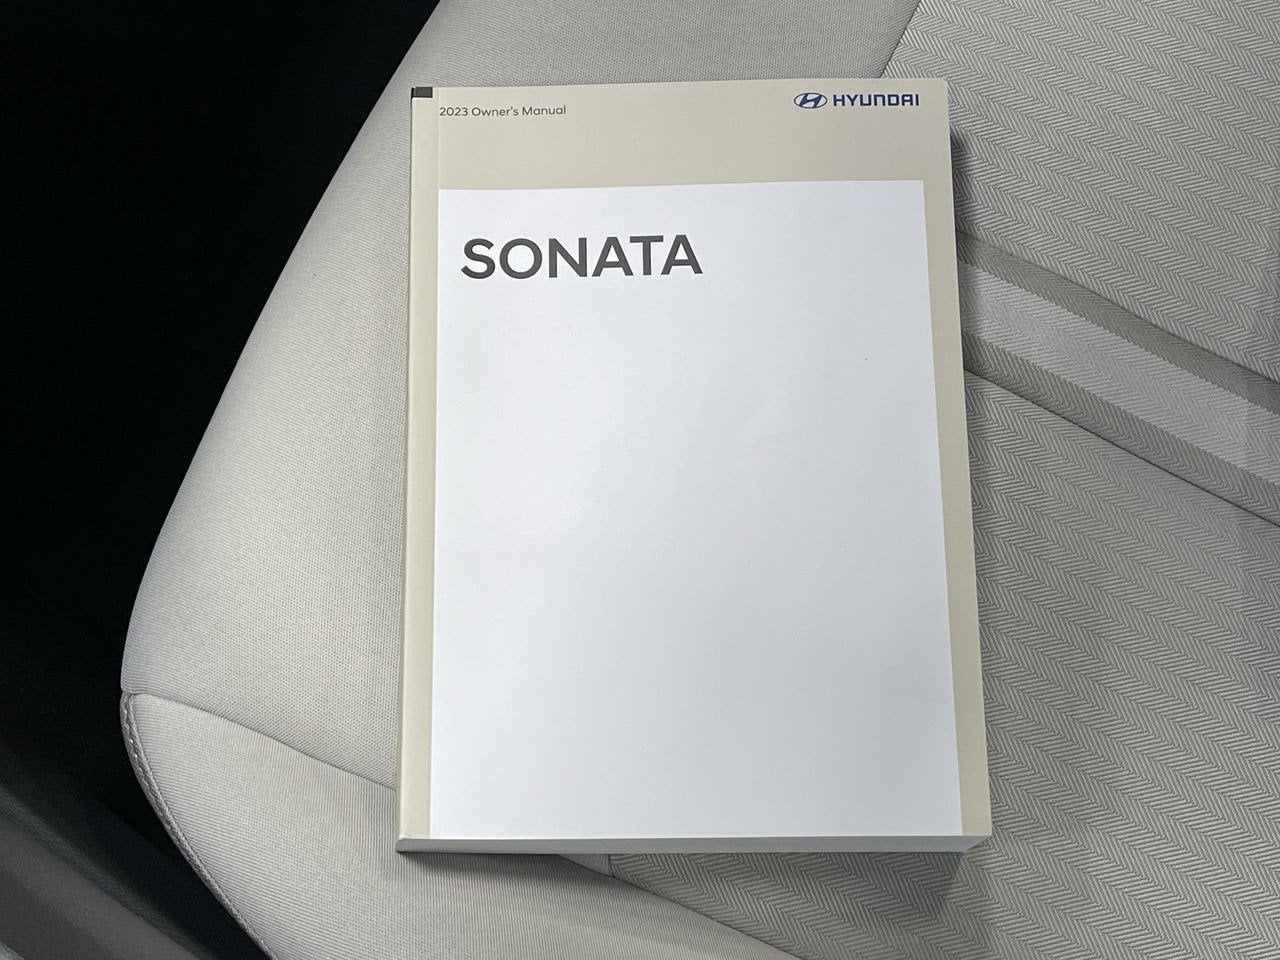 2023 Owner's Manual
HYUNDAI
SONATA